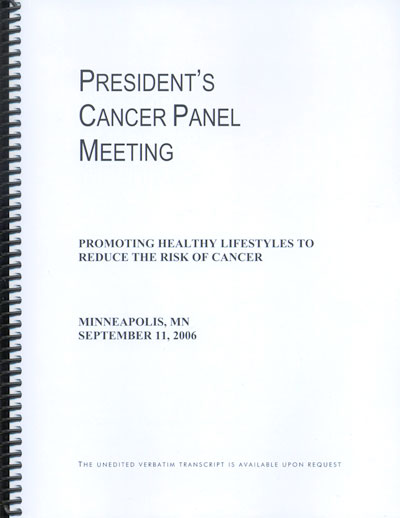 PRESIDENT'S
CANCER PANEL
MEETING
PROMOTING HEALTHY LIFESTYLES TO
REDUCE THE RISK OF CANCER
MINNEAPOLIS, MN
SEPTEMBER 11, 2006
THE UNEDITED VERBATIM TRANSCRIPT IS AVAILABLE UPON REQUEST